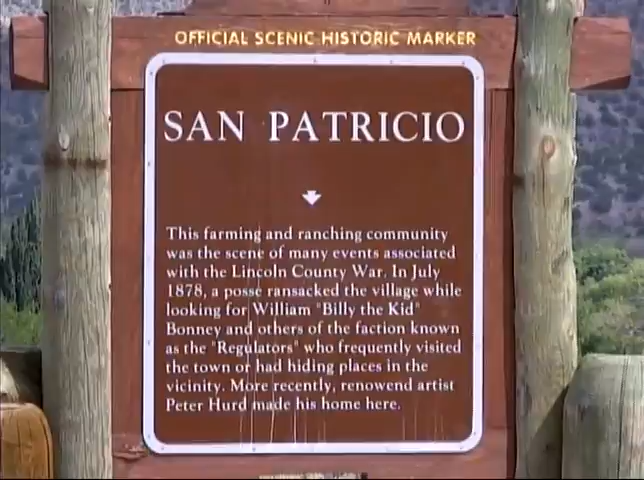 OFFICIAL SCENIC HISTORIC MARKER
SAN PATRICIO
This farming and ranching community
was the scene of many events associated
with the Lincoln County War. In July
1878, a posse ransacked the village while
looking for William "Billy the Kid"
Bonney and others of the faction known
as the "Regulators" who frequently visited
the town or had hiding places in the
vicinity. More recently, renowend artist
Peter Hurd made his home here.